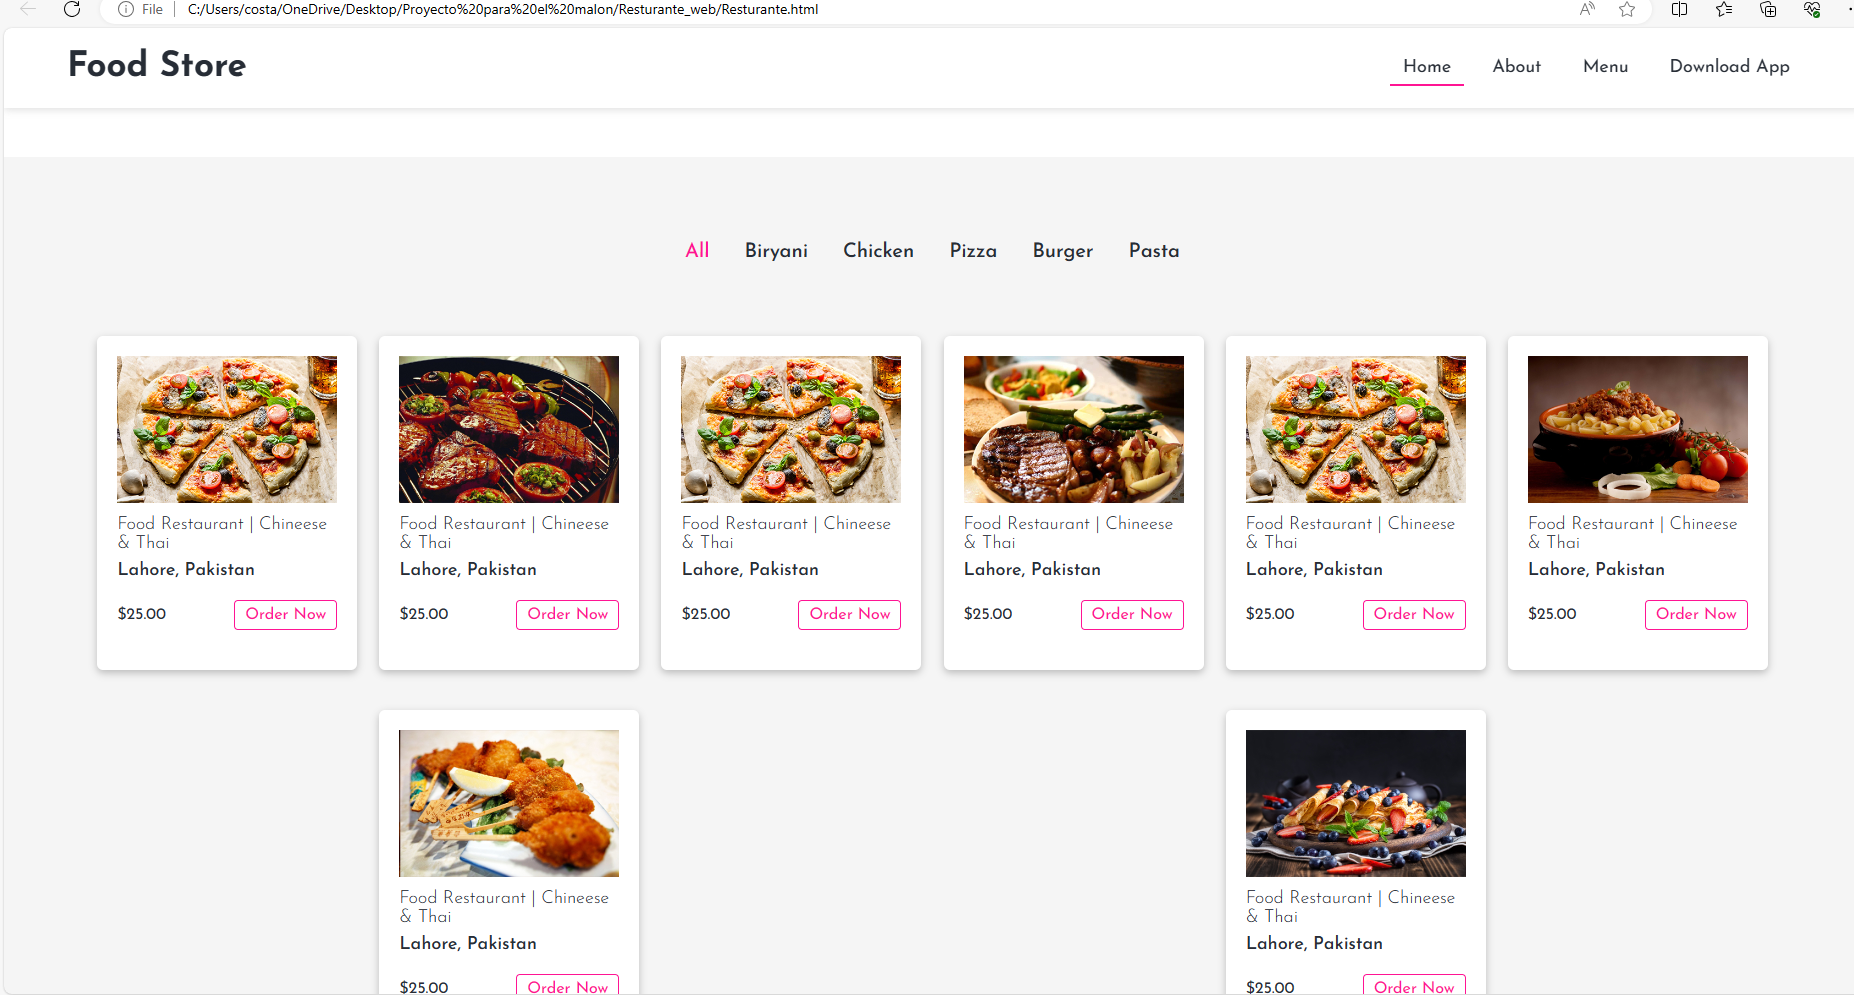 File | C:/Users/costa/OneDrive/Desktop/Proyecto%20para%20el%20malon/Resturante_web/Resturante.html
Food Store
Home About Menu Download App
All Biryani Chicken Pizza Burger Pasta
Food Restaurant | Chineese
& Thai
Lahore, Pakistan
$25.00 Order Now
Food Restaurant | Chineese
& Thai
Lahore, Pakistan
$25.00 Order Now
Food Restaurant | Chineese
& Thai
Lahore, Pakistan
$25.00 Order Now
Food Restaurant | Chineese
& Thai
Lahore, Pakistan
$25.00 Order Now
Food Restaurant | Chineese
& Thai
Lahore, Pakistan
$25.00 Order Now
Food Restaurant | Chineese
& Thai
Lahore, Pakistan
$25.00 Order Now
Food Restaurant | Chineese
& Thai
Lahore, Pakistan
$25.00 Order Now
Food Restaurant | Chineese
& Thai
Lahore, Pakistan
$25.00 Order Now